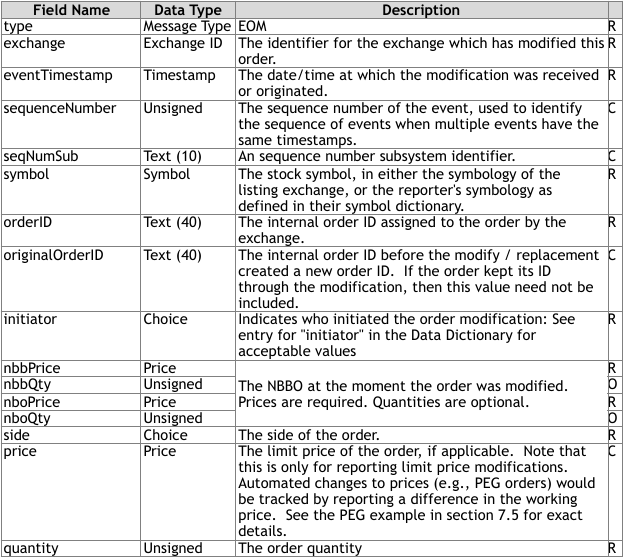 Field Name Data Type Description
type Message Type EOM R
exchange Exchange ID The identifier for the exchange which has modified this R
order.
eventTimestamp Timestamp The date/time at which the modification was received R
or originated.
sequenceNumber Unsigned The sequence number of the event, used to identify C
the sequence of events when multiple events have the
same timestamps.
seqNumSub Text (10) An sequence number subsystem identifier. C
symbol Symbol The stock symbol, in either the symbology of the R
listing exchange, or the reporter's symbology as
defined in their symbol dictionary.
orderID Text (40) The internal order ID assigned to the order by the R
exchange.
originalOrderID Text (40) The internal order ID before the modify / replacement C
created a new order ID. If the order kept its ID
through the modification, then this value need not be
included.
initiator Choice Indicates who initiated the order modification: See R
entry for "initiator" in the Data Dictionary for
acceptable values
nbbPrice Price R
nbbQty Unsigned The NBBO at the moment the order was modified. O
nboPrice Price Prices are required. Quantities are optional. R
nboQty Unsigned O
side Choice The side of the order. R
price Price The limit price of the order, if applicable. Note that C
this is only for reporting limit price modifications.
Automated changes to prices (e.g., PEG orders) would
be tracked by reporting a difference in the working
price. See the PEG example in section 7.5 for exact
details.
quantity Unsigned The order quantity R